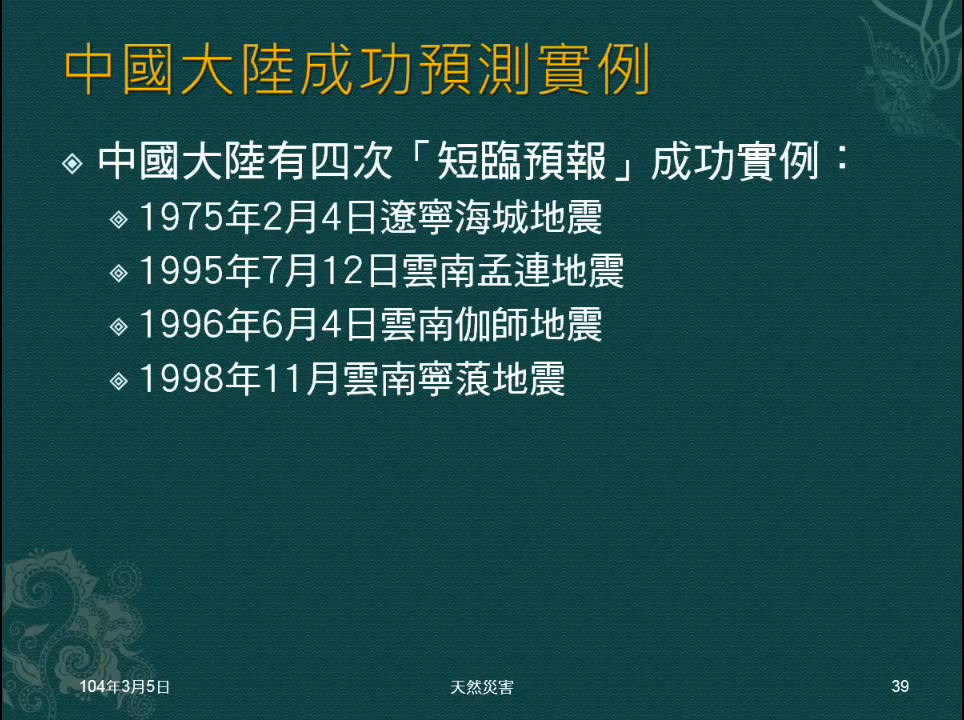 中國大陸成功預測實例
中國大陸有四次「短臨預報」成功實例：
1975年2月4日遼寧海城地震
1995年7月12日雲南孟連地震
1996年6月4日雲南伽師地震
1998年11月雲南寧蒗地震
104年3月5日
天然災害
39